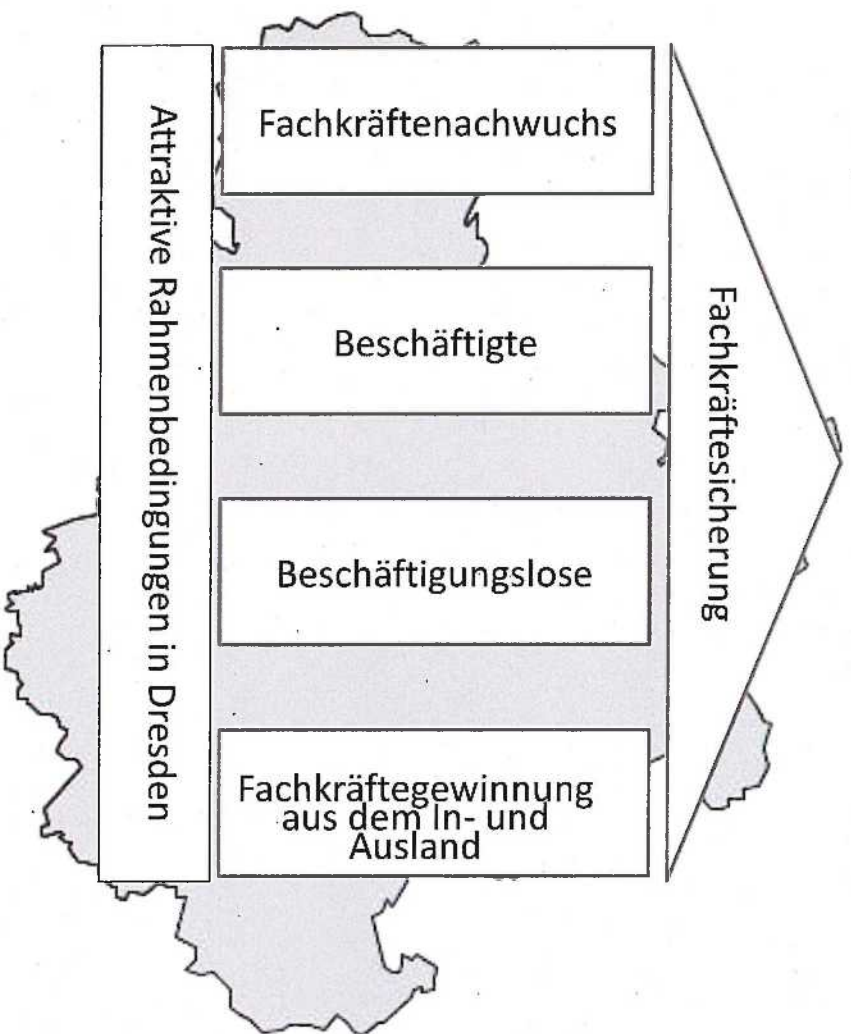 Attraktive Rahmenbedingungen in Dresden
Fachkräftenachwuchs
Beschäftigte
Beschäftigungslose
Fachkräftegewinnung
aus dem In- und
Ausland
Fachkräftesicherung